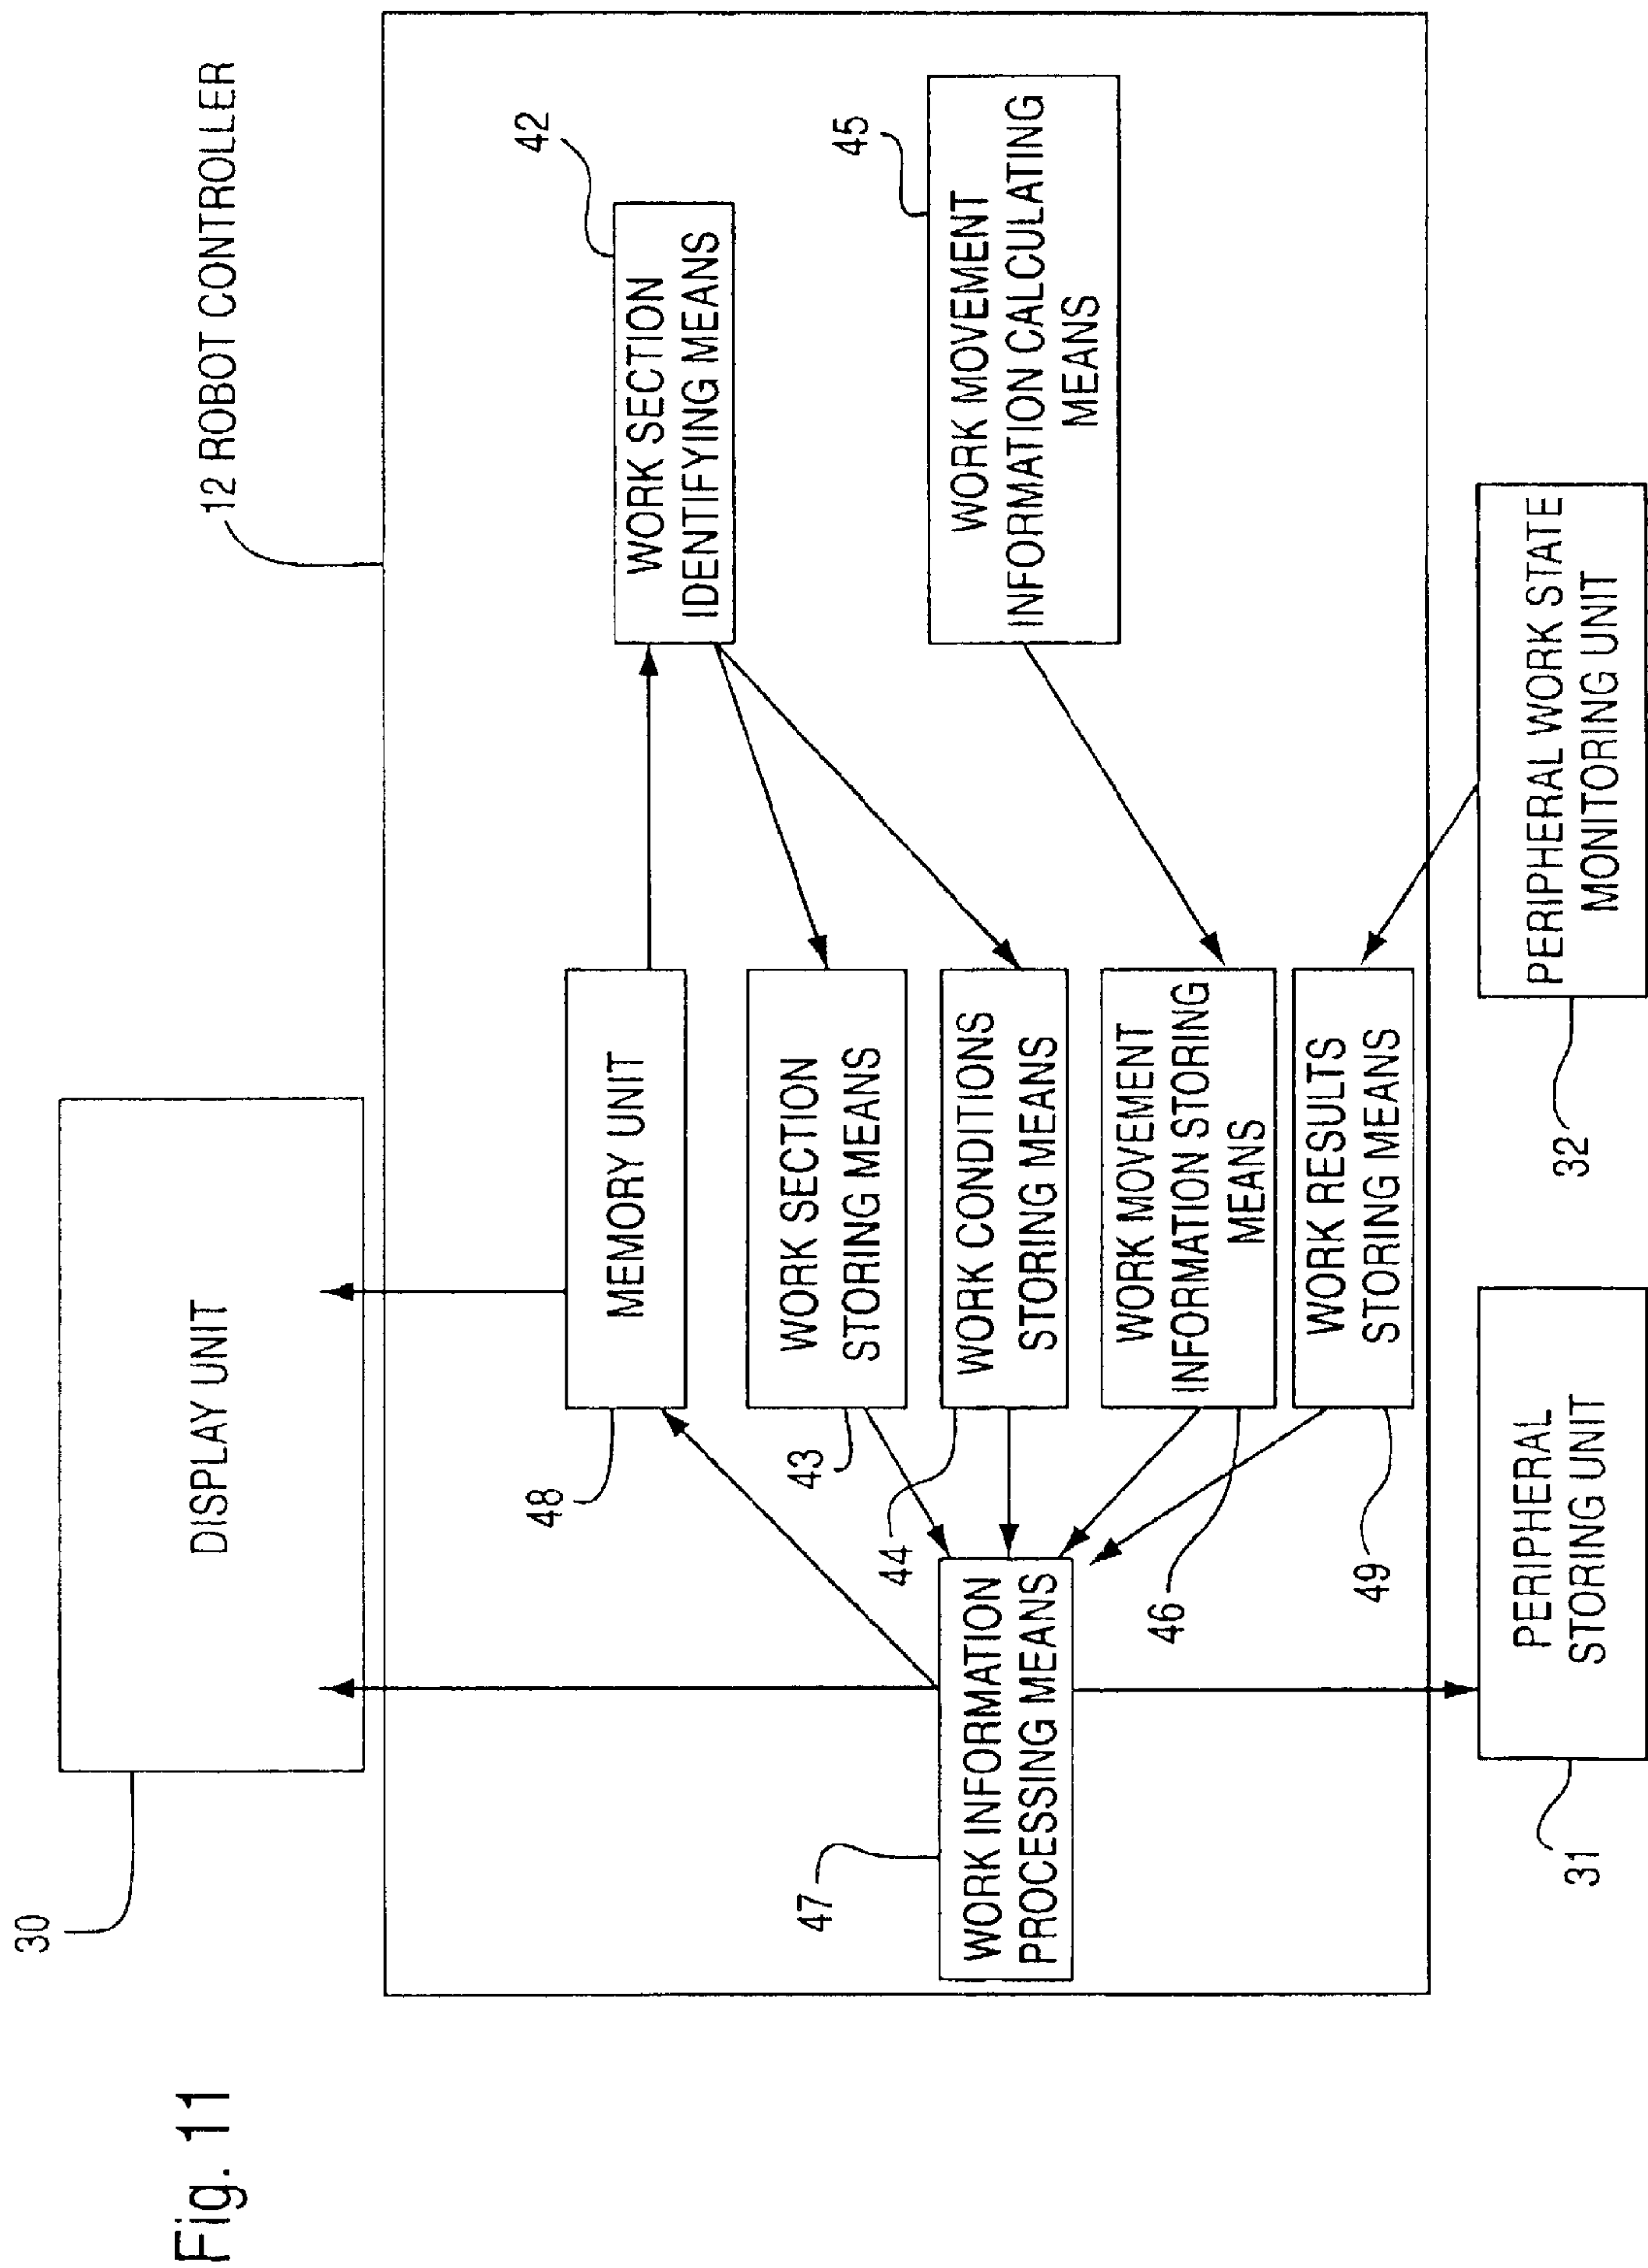 Fig. 11
30
DISPLAY UNIT
12 ROBOT CONTROLLER
48
MEMORY UNIT
42
WORK SECTION
IDENTIFYING MEANS
43
WORK SECTION
STORING MEANS
47
WORK INFORMATION
PROCESSING MEANS
44
WORK CONDITIONS
STORING MEANS
45
WORK MOVEMENT
INFORMATION CALCULATING
MEANS
46
WORK MOVEMENT
INFORMATION STORING
MEANS
49
WORK RESULTS
STORING MEANS
31
PERIPHERAL
STORING UNIT
32
PERIPHERAL WORK STATE
MONITORING UNIT